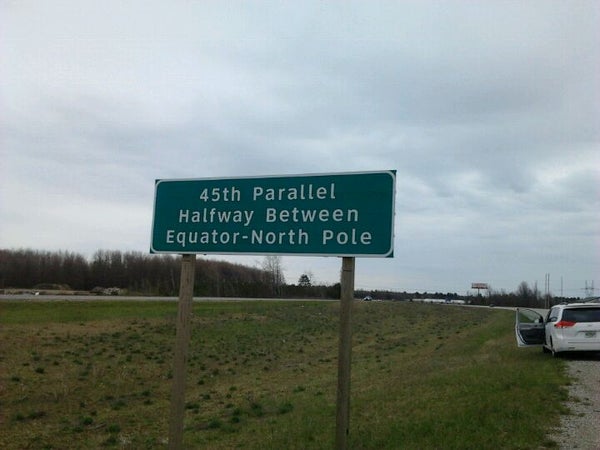 45th Parallel
Halfway Between
Equator-North Pole